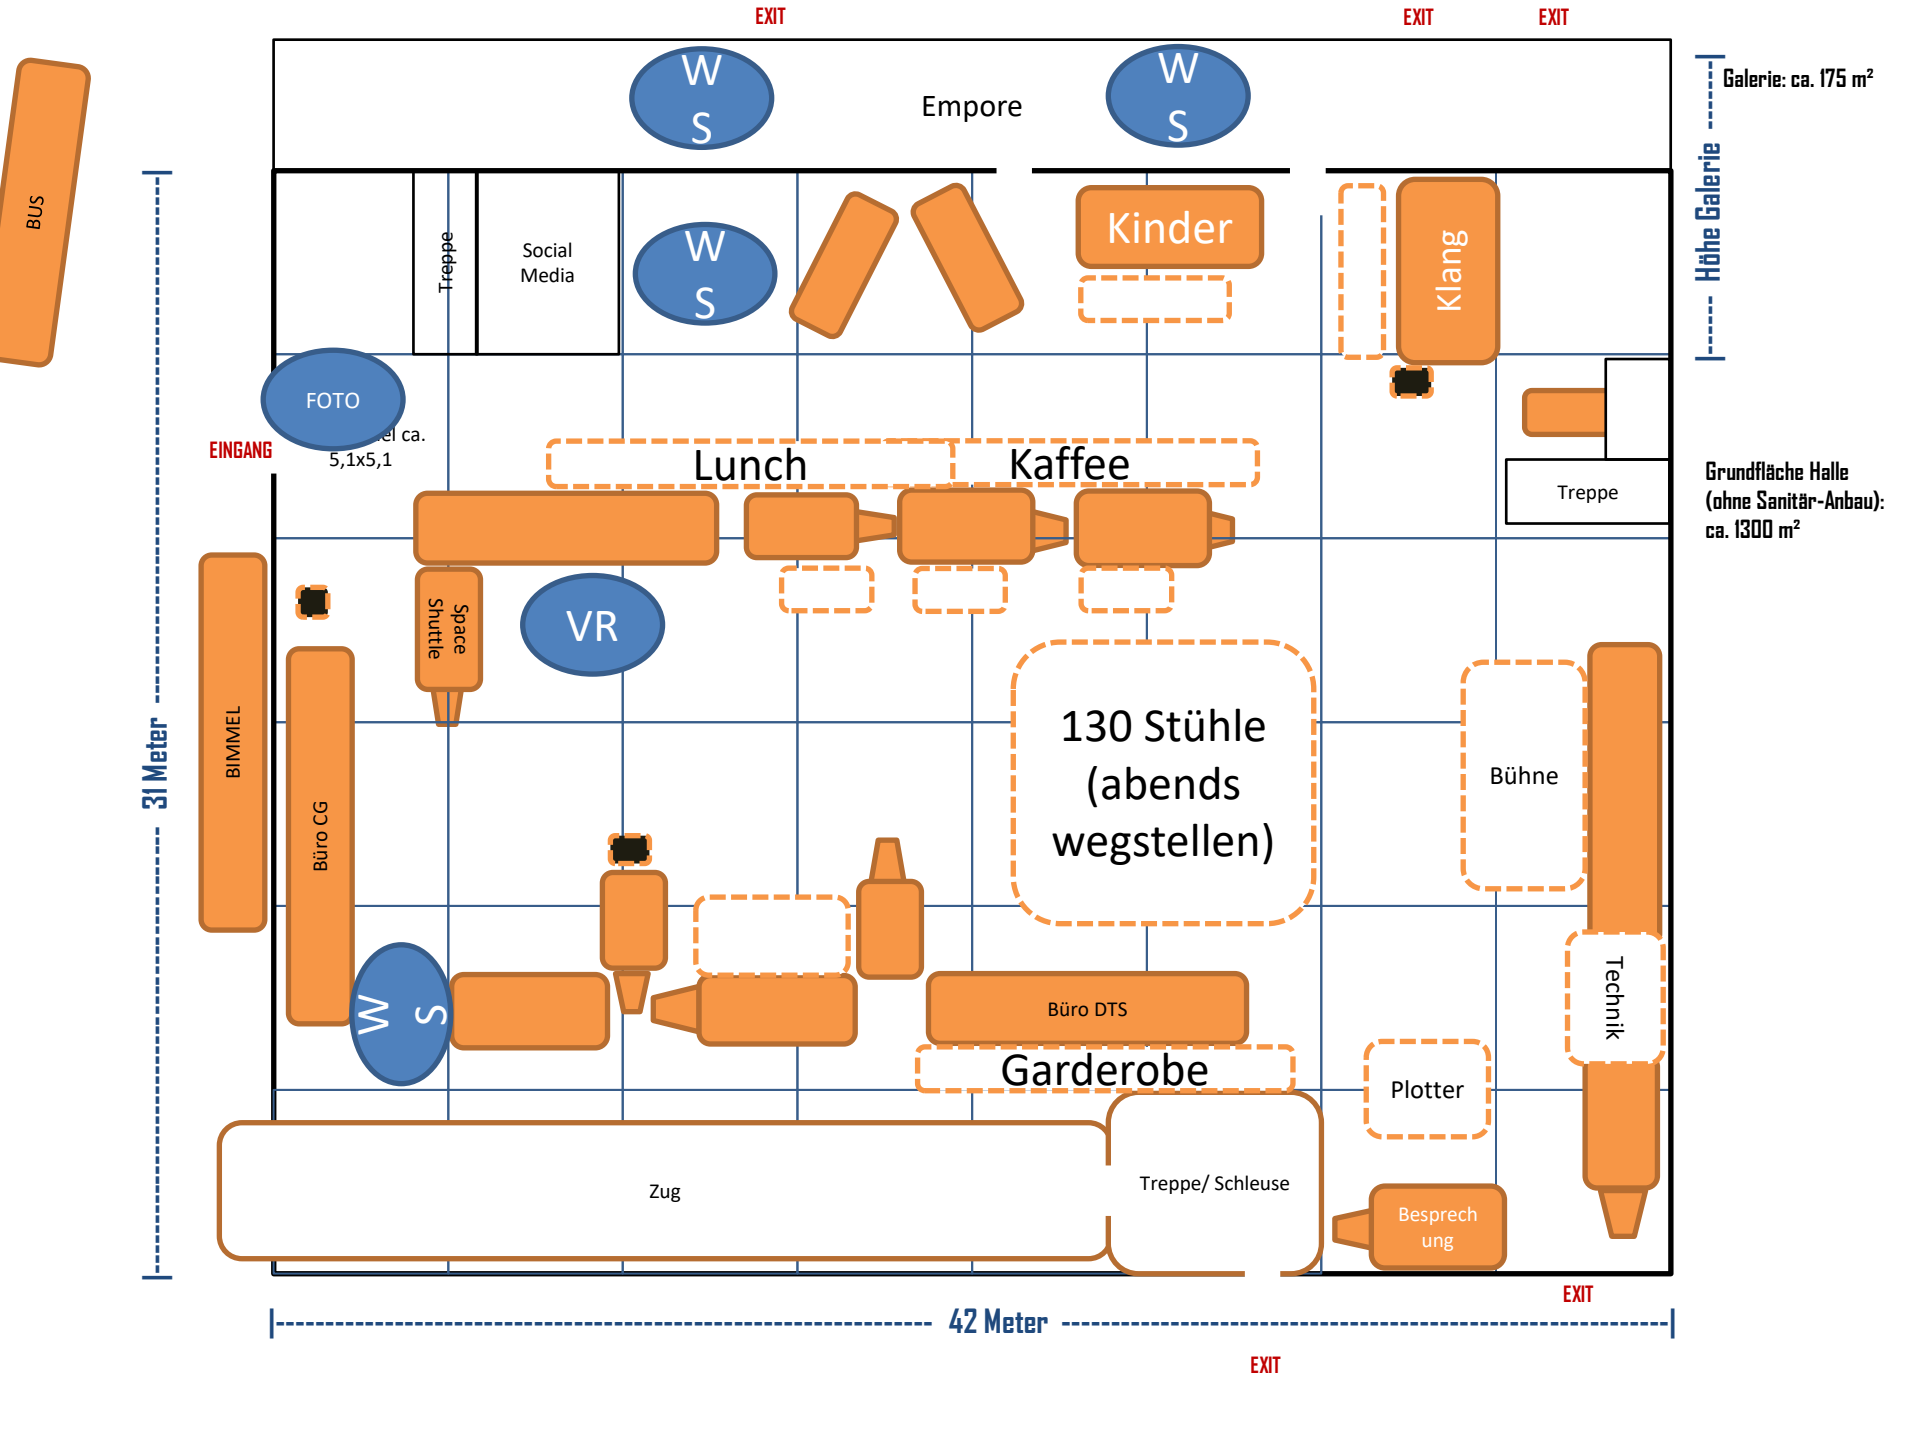 EXIT
EXIT
EXIT
W
S
W
S
Empore
Galerie: ca. 175 m²
Höhe Galerie
BUS
Treppe
Social
Media
W
S
Kinder
Klang
FOTO
EINGANG
ca.
5,1x5,1
Lunch
Kaffee
Treppe
Grundfläche Halle
(ohne Sanitär-Anbau):
ca. 1300 m²
Space
Shuttle
VR
31 Meter
BIMMEL
Büro CG
130 Stühle
(abends
wegstellen)
Bühne
W
S
Büro DTS
Technik
Garderobe
Plotter
Zug
Treppe/ Schleuse
Besprech
ung
EXIT
42 Meter
EXIT